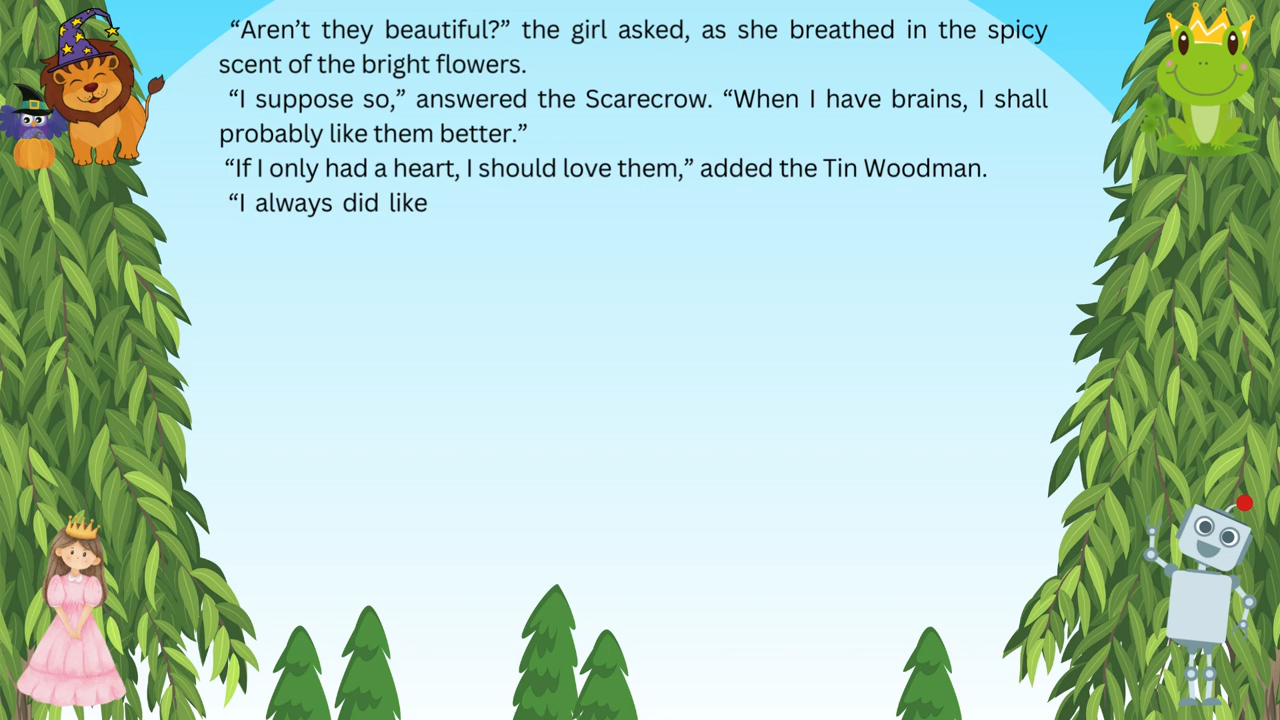 “Aren’t they beautiful?” the girl asked, as she breathed in the spicy
scent of the bright flowers.
“I suppose so,” answered the Scarecrow. “When I have brains, I shall
probably like them better.”
“If I only had a heart, I should love them,” added the Tin Woodman.
“I always did like